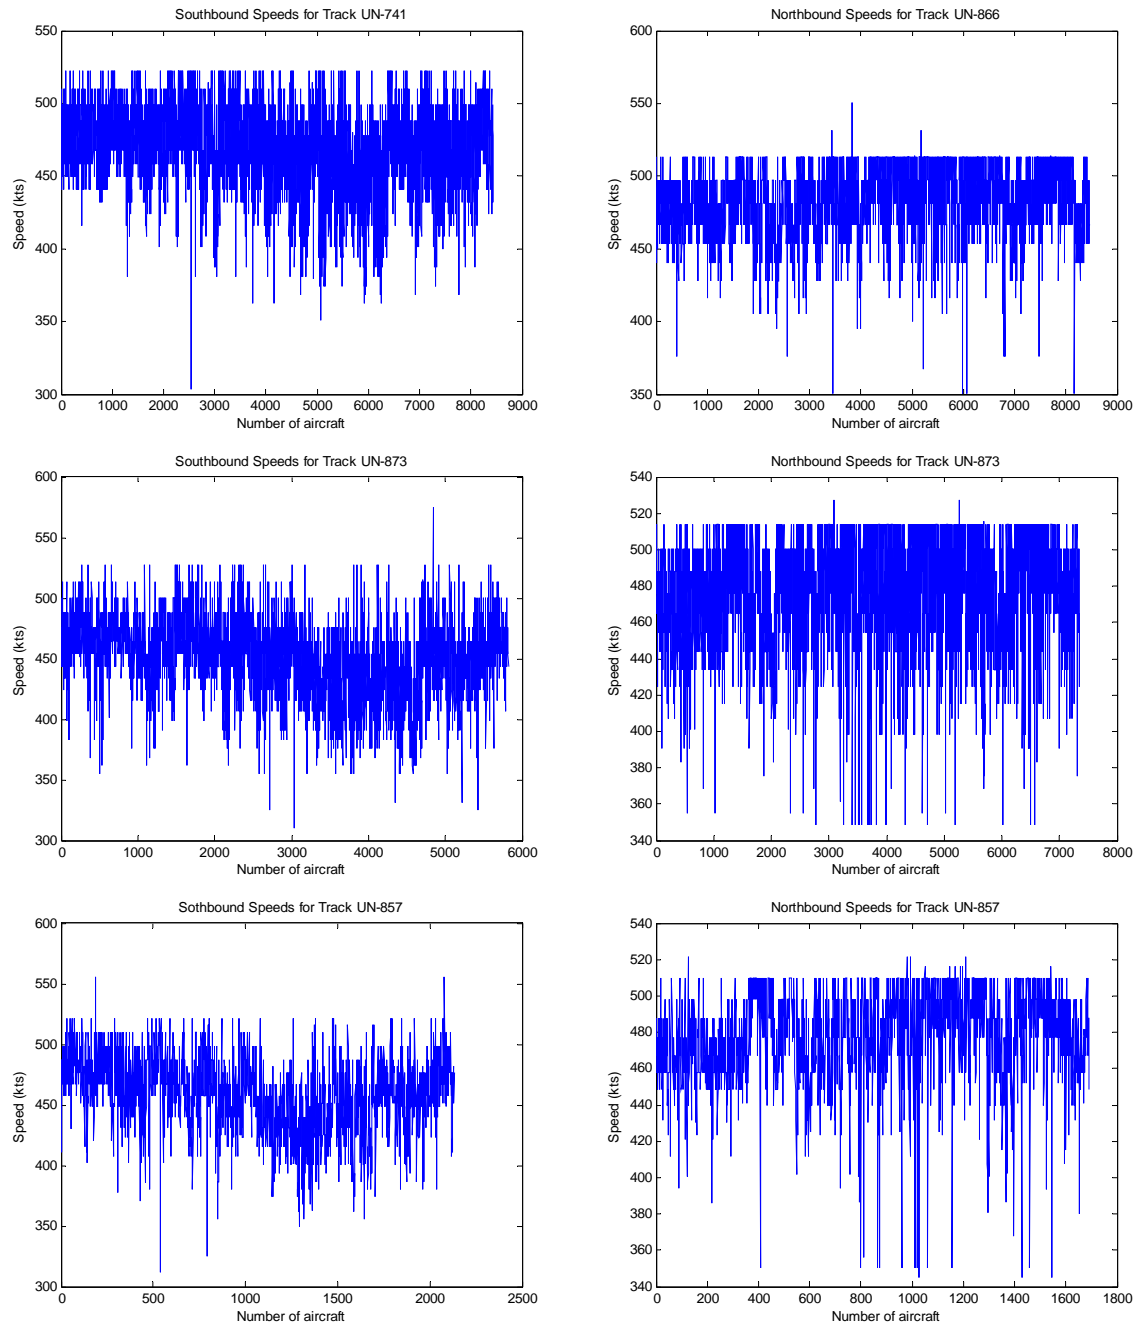 Southbound Speeds for Track UN-741
550
500
450
400
350
300
Speed (kts)
0 1000 2000 3000 4000 5000 6000 7000 8000 9000
Number of aircraft
Northbound Speeds for Track UN-866
600
550
500
450
400
350
Speed (kts)
0 1000 2000 3000 4000 5000 6000 7000 8000 9000
Number of aircraft
Southbound Speeds for Track UN-873
600
550
500
450
400
350
300
Speed (kts)
0 1000 2000 3000 4000 5000 6000
Number of aircraft
Northbound Speeds for Track UN-873
540
520
500
480
460
440
420
400
380
360
340
Speed (kts)
0 1000 2000 3000 4000 5000 6000 7000 8000
Number of aircraft
Sothbound Speeds for Track UN-857
600
550
500
450
400
350
300
Speed (kts)
0 500 1000 1500 2000 2500
Number of aircraft
Northbound Speeds for Track UN-857
540
520
500
480
460
440
420
400
380
360
340
Speed (kts)
0 200 400 600 800 1000 1200 1400 1600 1800
Number of aircraft